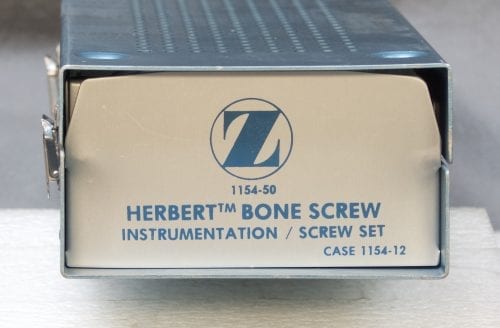 Z
1154-50
HERBERT™ BONE SCREW
INSTRUMENTATION / SCREW SET
CASE 1154-12